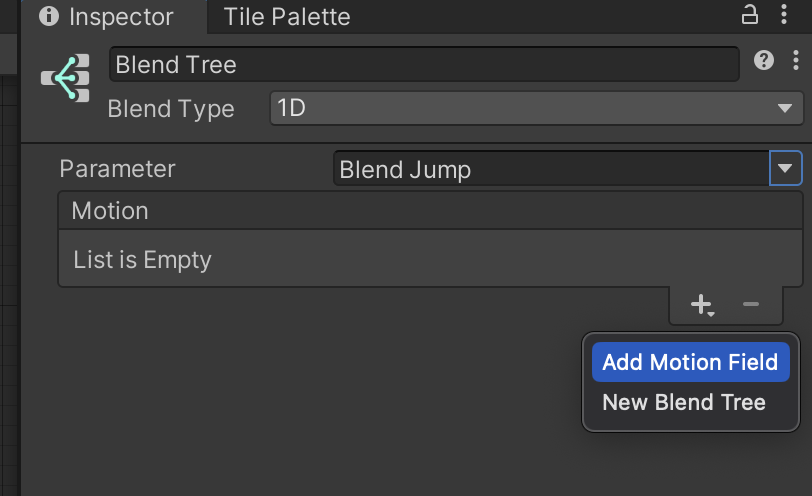 Inspector Tile Palette
Blend Tree
Blend Type 1D
Parameter Blend Jump
Motion
List is Empty
Add Motion Field
New Blend Tree